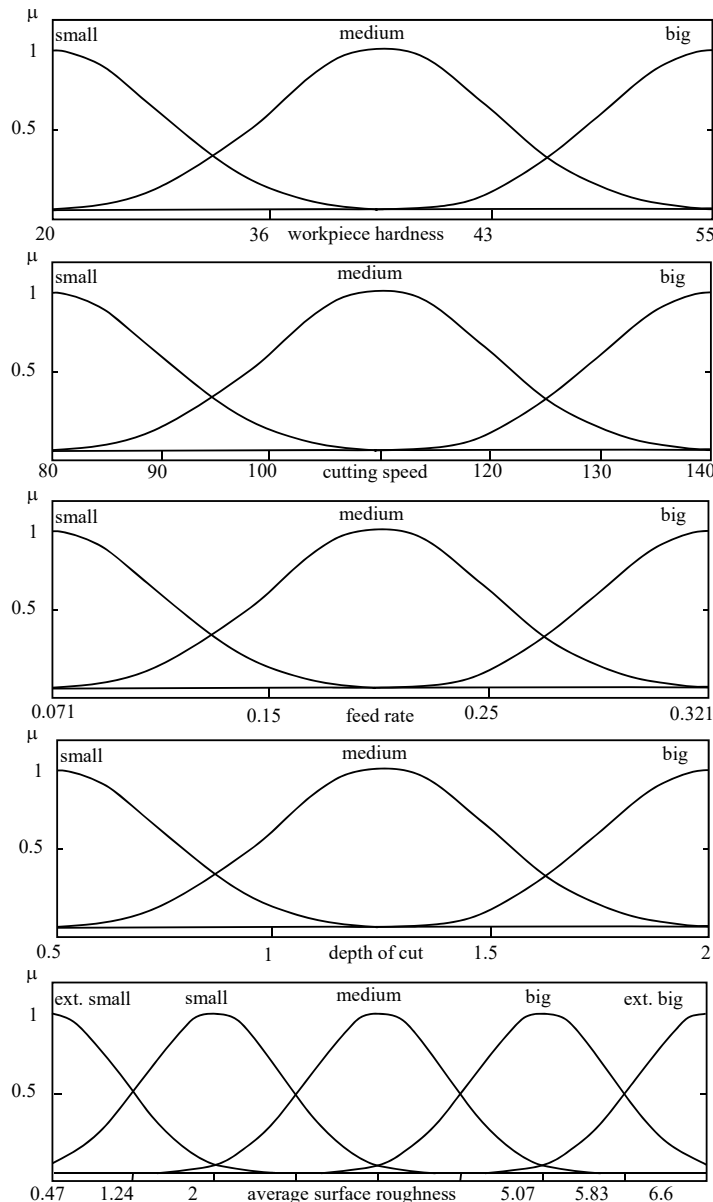 μ
small medium big
1
0.5
20 36 workpiece hardness 43 55
μ
small medium big
1
0.5
80 90 100 cutting speed 120 130 140
μ
small medium big
1
0.5
0.071 0.15 feed rate 0.25 0.321
μ
small medium big
1
0.5
0.5 1 depth of cut 1.5 2
μ
ext. small small medium big ext. big
1
0.5
0.47 1.24 2 average surface roughness 5.07 5.83 6.6